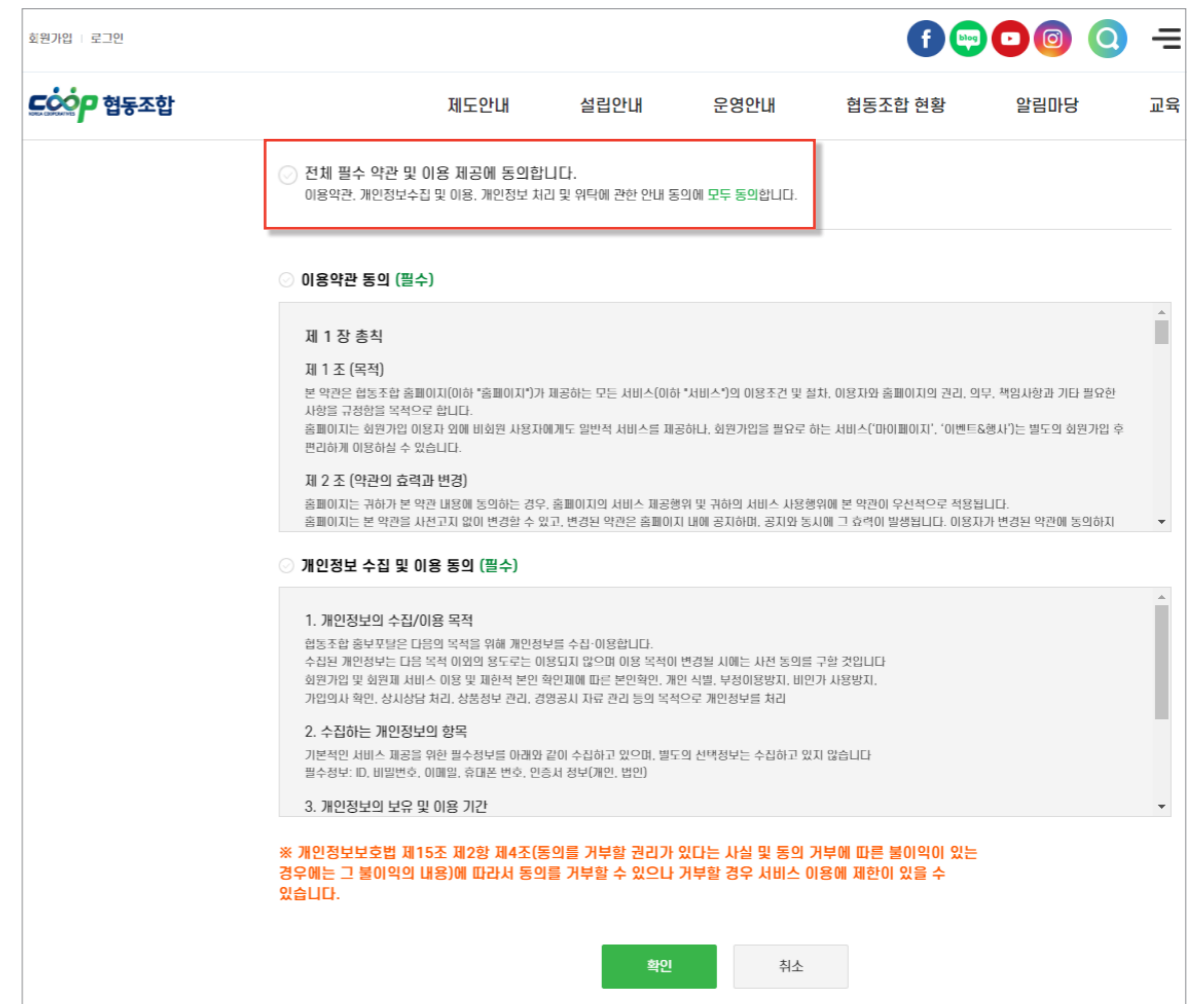 회원가입 | 로그인
blog
COOP 협동조합
KOREA COOPERATIVES
제도안내 설립안내 운영안내 협동조합 현황 알림마당 교육
전체 필수 약관 및 이용 제공에 동의합니다.
이용약관, 개인정보수집 및 이용, 개인정보 처리 및 위탁에 관한 안내 동의에 모두 동의합니다.
이용약관 동의 (필수)
제 1 장 총칙
제 1 조 (목적)
본 약관은 협동조합 홈페이지(이하 "홈페이지")가 제공하는 모든 서비스(이하 "서비스")의 이용조건 및 절차, 이용자와 홈페이지의 권리, 의무, 책임사항과 기타 필요한
사항을 규정함을 목적으로 합니다.
홈페이지는 회원가입 이용자 외에 비회원 사용자에게도 일반적 서비스를 제공하나, 회원가입을 필요로 하는 서비스('마이페이지', '이벤트&행사')는 별도의 회원가입 후
편리하게 이용하실 수 있습니다.
제 2 조 (약관의 효력과 변경)
홈페이지는 귀하가 본 약관 내용에 동의하는 경우, 홈페이지의 서비스 제공행위 및 귀하의 서비스 사용행위에 본 약관이 우선적으로 적용됩니다.
홈페이지는 본 약관을 사전고지 없이 변경할 수 있고, 변경된 약관은 홈페이지 내에 공지하며, 공지와 동시에 그 효력이 발생됩니다. 이용자가 변경된 약관에 동의하지
개인정보 수집 및 이용 동의 (필수)
1. 개인정보의 수집/이용 목적
협동조합 홍보포탈은 다음의 목적을 위해 개인정보를 수집·이용합니다.
수집된 개인정보는 다음 목적 이외의 용도로는 이용되지 않으며 이용 목적이 변경될 시에는 사전 동의를 구할 것입니다
회원가입 및 회원제 서비스 이용 및 제한적 본인 확인제에 따른 본인확인, 개인 식별, 부정이용방지, 비인가 사용방지,
가입의사 확인, 상시상담 처리, 상품정보 관리, 경영공시 자료 관리 등의 목적으로 개인정보를 처리
2. 수집하는 개인정보의 항목
기본적인 서비스 제공을 위한 필수정보를 아래와 같이 수집하고 있으며, 별도의 선택정보는 수집하고 있지 않습니다
필수정보: ID, 비밀번호, 이메일, 휴대폰 번호, 인증서 정보(개인, 법인)
3. 개인정보의 보유 및 이용 기간
※ 개인정보보호법 제15조 제2항 제4조(동의를 거부할 권리가 있다는 사실 및 동의 거부에 따른 불이익이 있는
경우에는 그 불이익의 내용)에 따라서 동의를 거부할 수 있으나 거부할 경우 서비스 이용에 제한이 있을 수
있습니다.
확인 취소